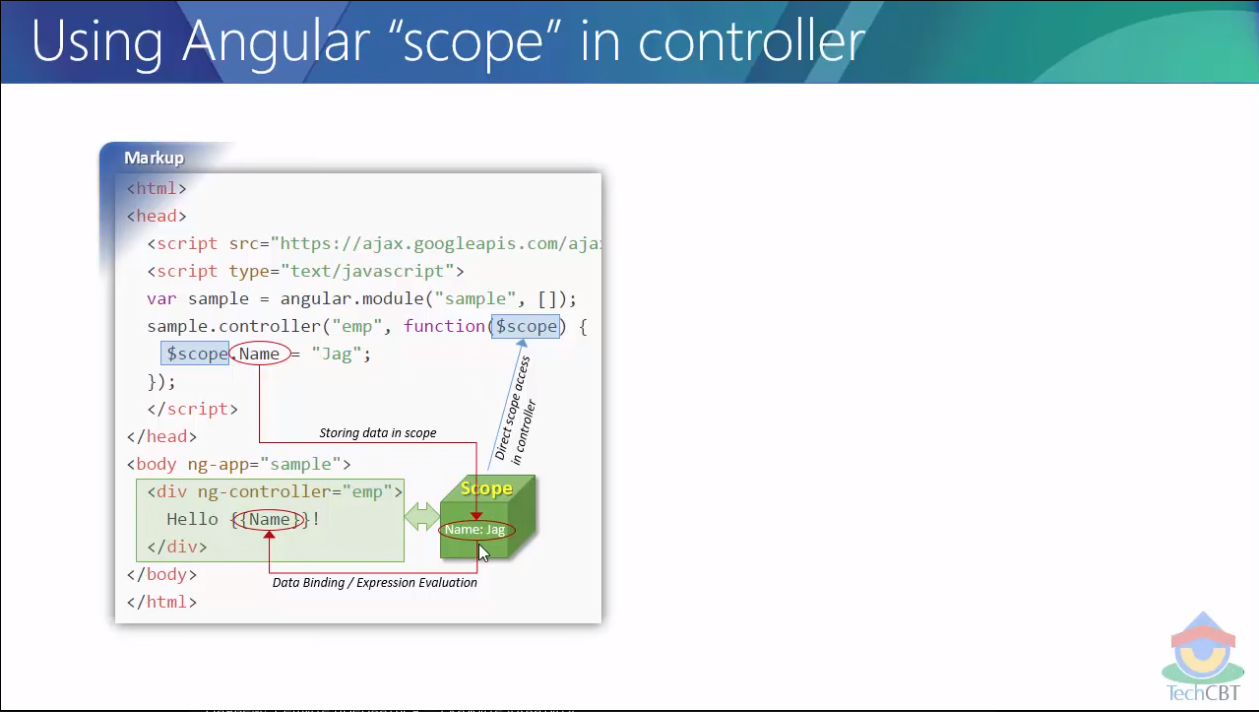 Using Angular “scope” in controller
Markup
<html>
<head>
<script src="https://ajax.googleapis.com/aja
<script type="text/javascript">
var sample = angular.module("sample", []);
sample.controller("emp", function($scope) {
$scope.Name = "Jag";
});
</script>
</head>
<body ng-app="sample">
<div ng-controller="emp">
Hello {{Name}}!
</div>
</body>
</html>
Storing data in scope
Direct scope access
in controller
Scope
Name: Jag
Data Binding / Expression Evaluation
TechCBT